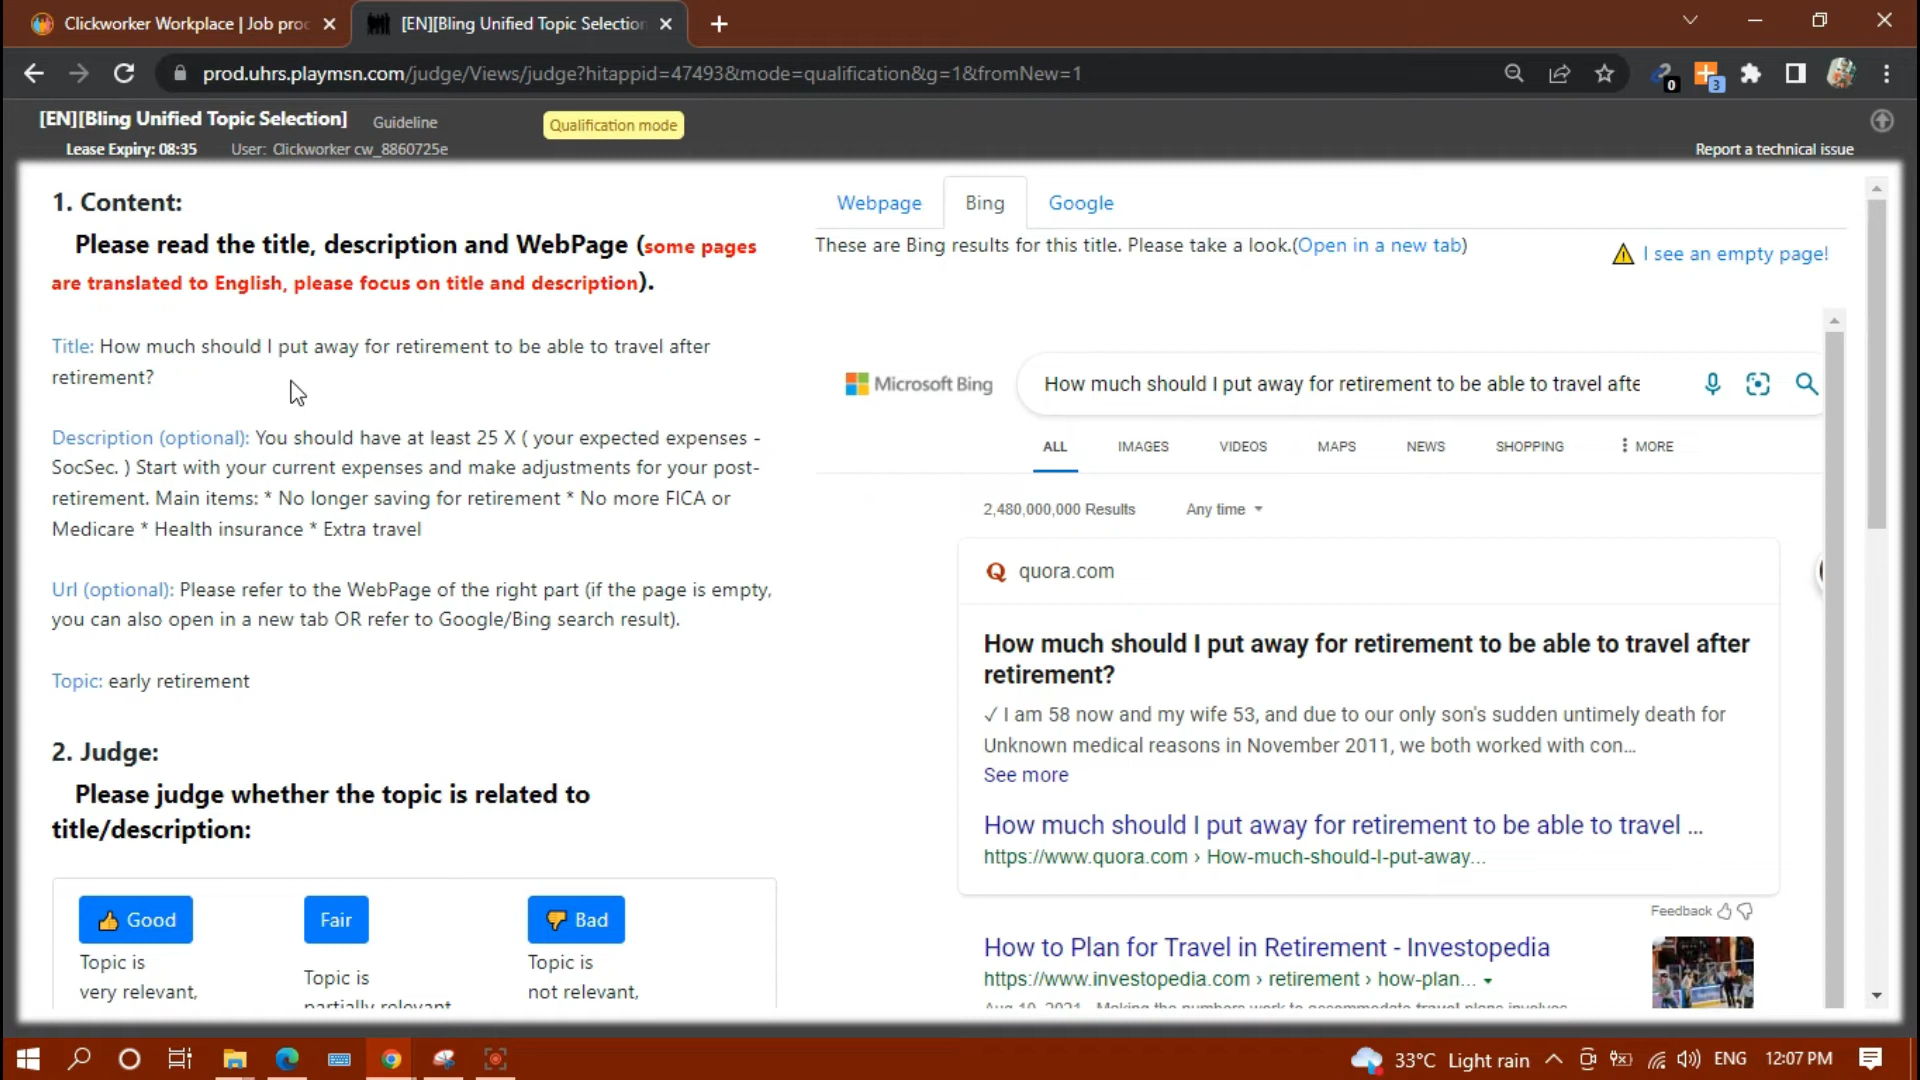 Clickworker Workplace | Job proc
[EN][Bling Unified Topic Selection
prod.uhrs.playmsn.com/judge/Views/judge?hitappid=47493&mode=qualification&g=1&fromNew=1
0
3
[EN][Bling Unified Topic Selection]
Guideline
Qualification mode
Lease Expiry: 08:35
User: Clickworker cw_8860725e
Report a technical issue
1. Content:
Please read the title, description and WebPage (some pages
are translated to English, please focus on title and description).
Title: How much should I put away for retirement to be able to travel after
retirement?
Description (optional): You should have at least 25 X ( your expected expenses -
SocSec. ) Start with your current expenses and make adjustments for your post-
retirement. Main items: * No longer saving for retirement * No more FICA or
Medicare * Health insurance * Extra travel
Url (optional): Please refer to the WebPage of the right part (if the page is empty,
you can also open in a new tab OR refer to Google/Bing search result).
Topic: early retirement
2. Judge:
Please judge whether the topic is related to
title/description:
Good
Fair
Bad
Topic is
very relevant,
Topic is
partially relevant
Topic is
not relevant,
Webpage
Bing
Google
These are Bing results for this title. Please take a look.(Open in a new tab)
I see an empty page!
Microsoft Bing
How much should I put away for retirement to be able to travel afte
ALL
IMAGES
VIDEOS
MAPS
NEWS
SHOPPING
MORE
2,480,000,000 Results
Any time
Q quora.com
How much should I put away for retirement to be able to travel after
retirement?
✓ I am 58 now and my wife 53, and due to our only son's sudden untimely death for
Unknown medical reasons in November 2011, we both worked with con...
See more
How much should I put away for retirement to be able to travel ...
https://www.quora.com › How-much-should-I-put-away...
Feedback
How to Plan for Travel in Retirement - Investopedia
https://www.investopedia.com › retirement › how-plan...
Aug 10, 2021 · Making the numbers work to accommodate travel plans involves
33°C Light rain
ENG
12:07 PM